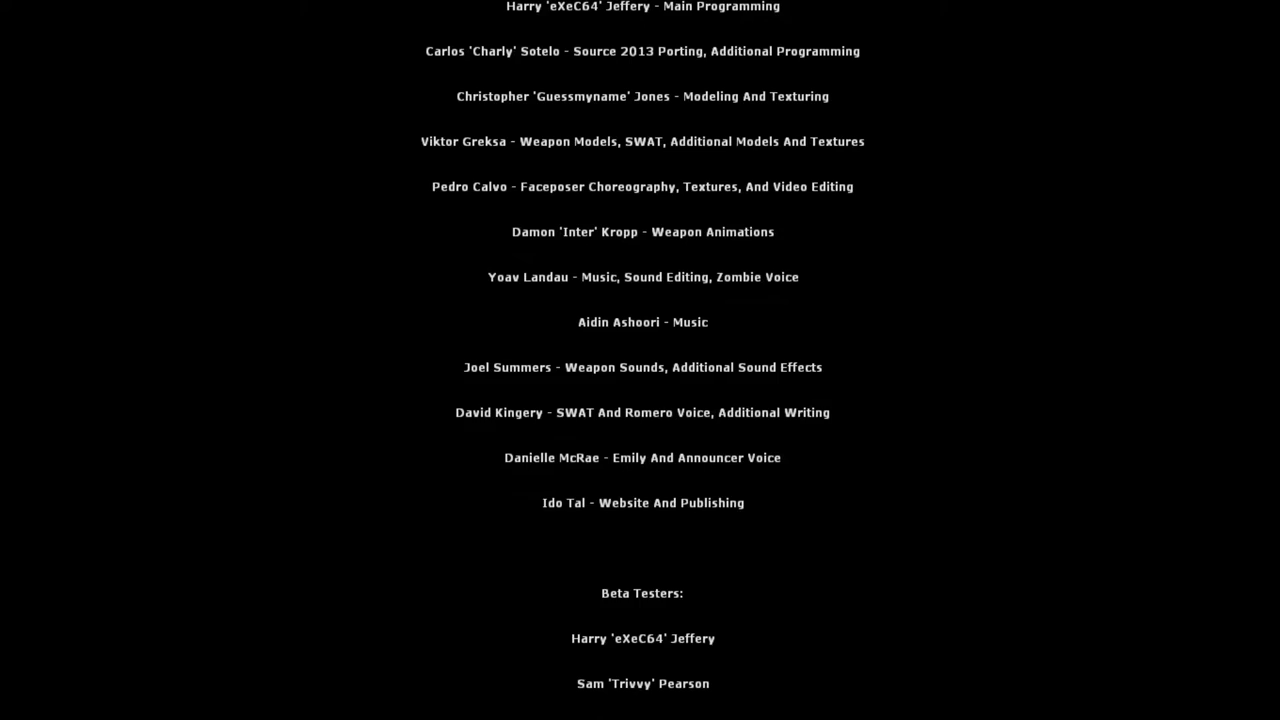 Harry 'eXeC64' Jeffery - Main Programming
Carlos 'Charly' Sotelo - Source 2013 Porting, Additional Programming
Christopher 'Guessmyname' Jones - Modeling And Texturing
Viktor Greksa - Weapon Models, SWAT, Additional Models And Textures
Pedro Calvo - Faceposer Choreography, Textures, And Video Editing
Damon 'Inter' Kropp - Weapon Animations
Yoav Landau - Music, Sound Editing, Zombie Voice
Aidin Ashoori - Music
Joel Summers - Weapon Sounds, Additional Sound Effects
David Kingery - SWAT And Romero Voice, Additional Writing
Danielle McRae - Emily And Announcer Voice
Ido Tal - Website And Publishing
Beta Testers:
Harry 'eXeC64' Jeffery
Sam 'Trivvy' Pearson